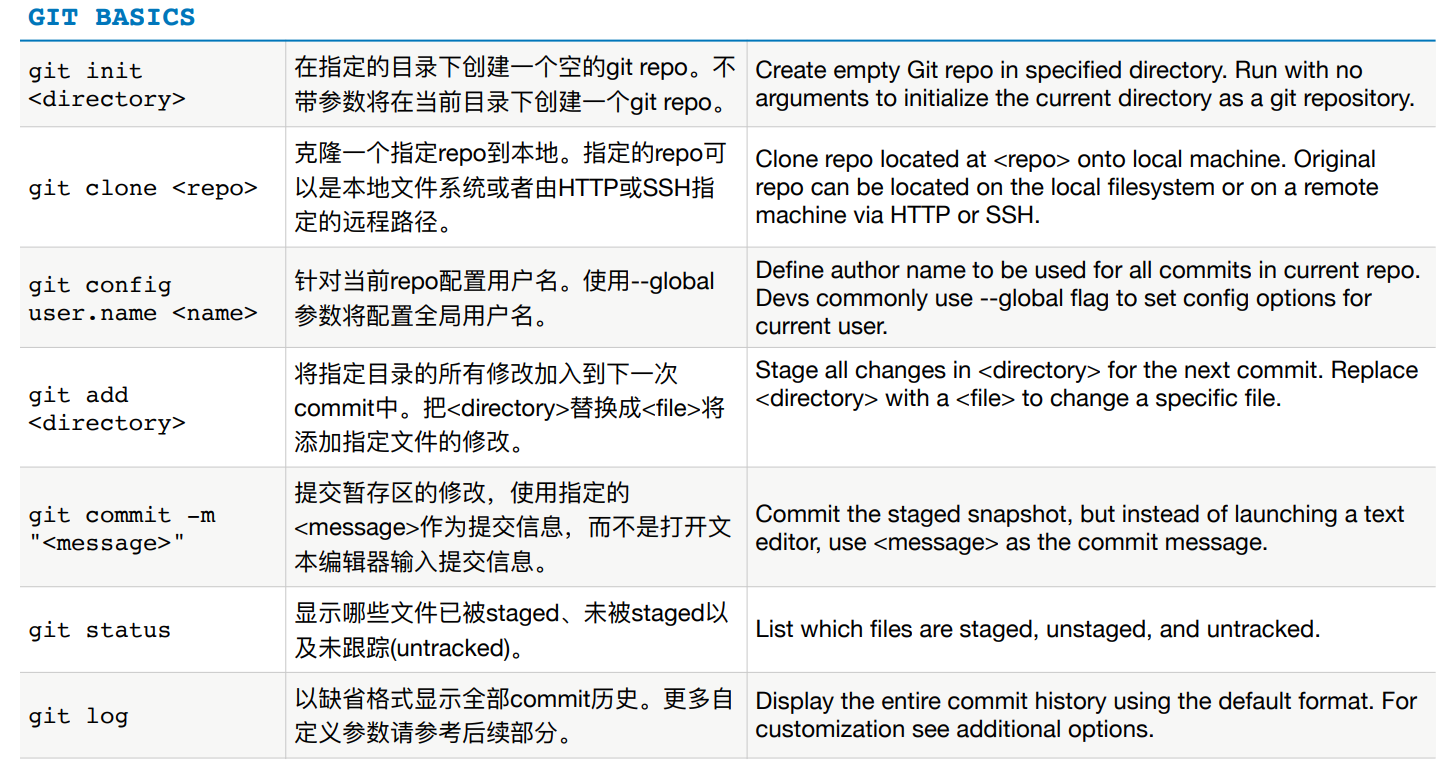 GIT BASICS
git init
<directory>
在指定的目录下创建一个空的git repo。不
带参数将在当前目录下创建一个git repo。
Create empty Git repo in specified directory. Run with no
arguments to initialize the current directory as a git repository.
git clone <repo>
克隆一个指定repo到本地。指定的repo可
以是本地文件系统或者由HTTP或SSH指
定的远程路径。
Clone repo located at <repo> onto local machine. Original
repo can be located on the local filesystem or on a remote
machine via HTTP or SSH.
git config
user.name <name>
针对当前repo配置用户名。使用--global
参数将配置全局用户名。
Define author name to be used for all commits in current repo.
Devs commonly use --global flag to set config options for
current user.
git add
<directory>
将指定目录的所有修改加入到下一次
commit中。把<directory>替换成<file>将
添加指定文件的修改。
Stage all changes in <directory> for the next commit. Replace
<directory> with a <file> to change a specific file.
git commit -m
"<message>"
提交暂存区的修改，使用指定的
<message>作为提交信息，而不是打开文
本编辑器输入提交信息。
Commit the staged snapshot, but instead of launching a text
editor, use <message> as the commit message.
git status
显示哪些文件已被staged、未被staged以
及未跟踪(untracked)。
List which files are staged, unstaged, and untracked.
git log
以缺省格式显示全部commit历史。更多自
定义参数请参考后续部分。
Display the entire commit history using the default format. For
customization see additional options.